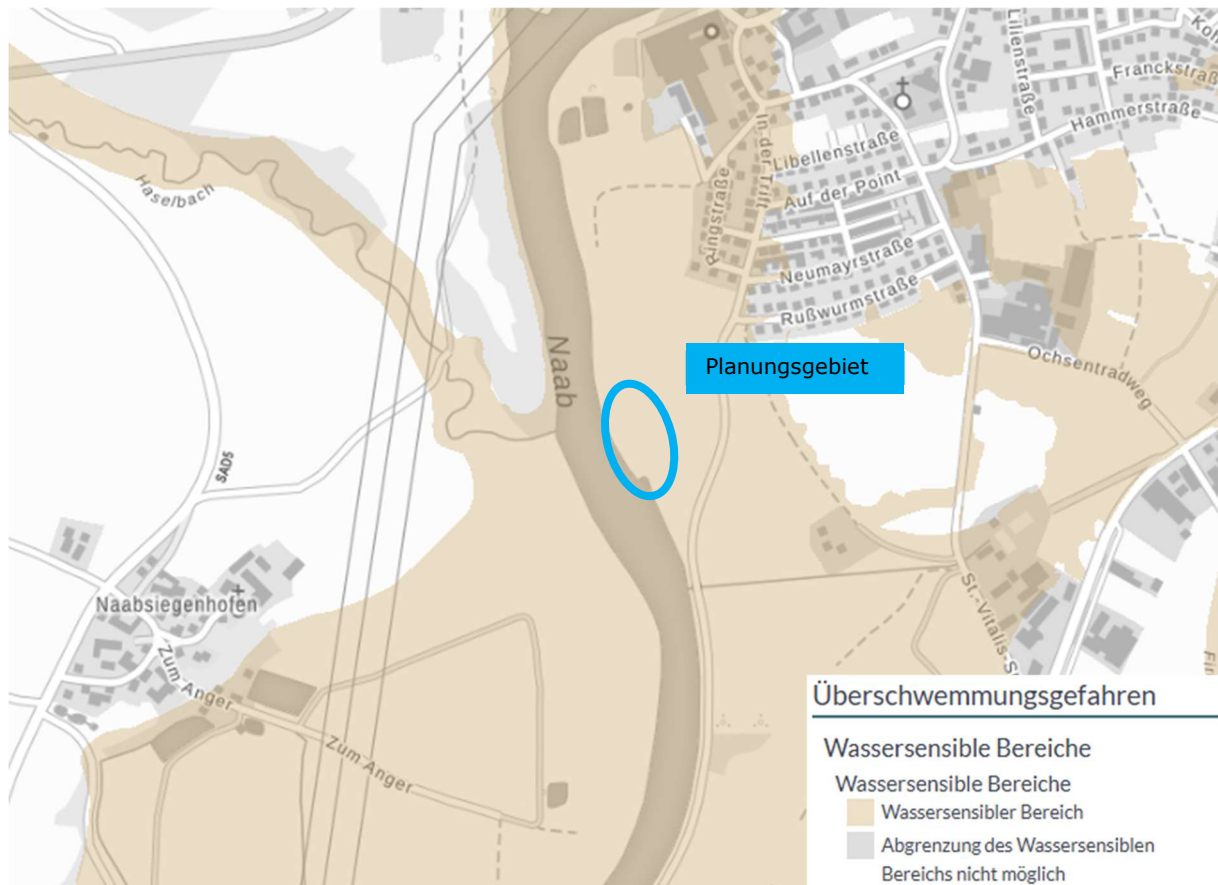 Lilienstraße
Franckstraß
Hammerstraße
In der Trift
Libellenstraße
Auf der Point
Ringstraße
Neumayrstraße
Rußwurmstraße
Haselbach
Naab
Planungsgebiet
Ochsentradweg
SAD5
Naabsiegenhofen
Zum Anger
Zum Anger
St.-Vitalis-S
Überschwemmungsgefahren
Wassersensible Bereiche
Wassersensible Bereiche
Wassersensibler Bereich
Abgrenzung des Wassersensiblen
Bereichs nicht möglich